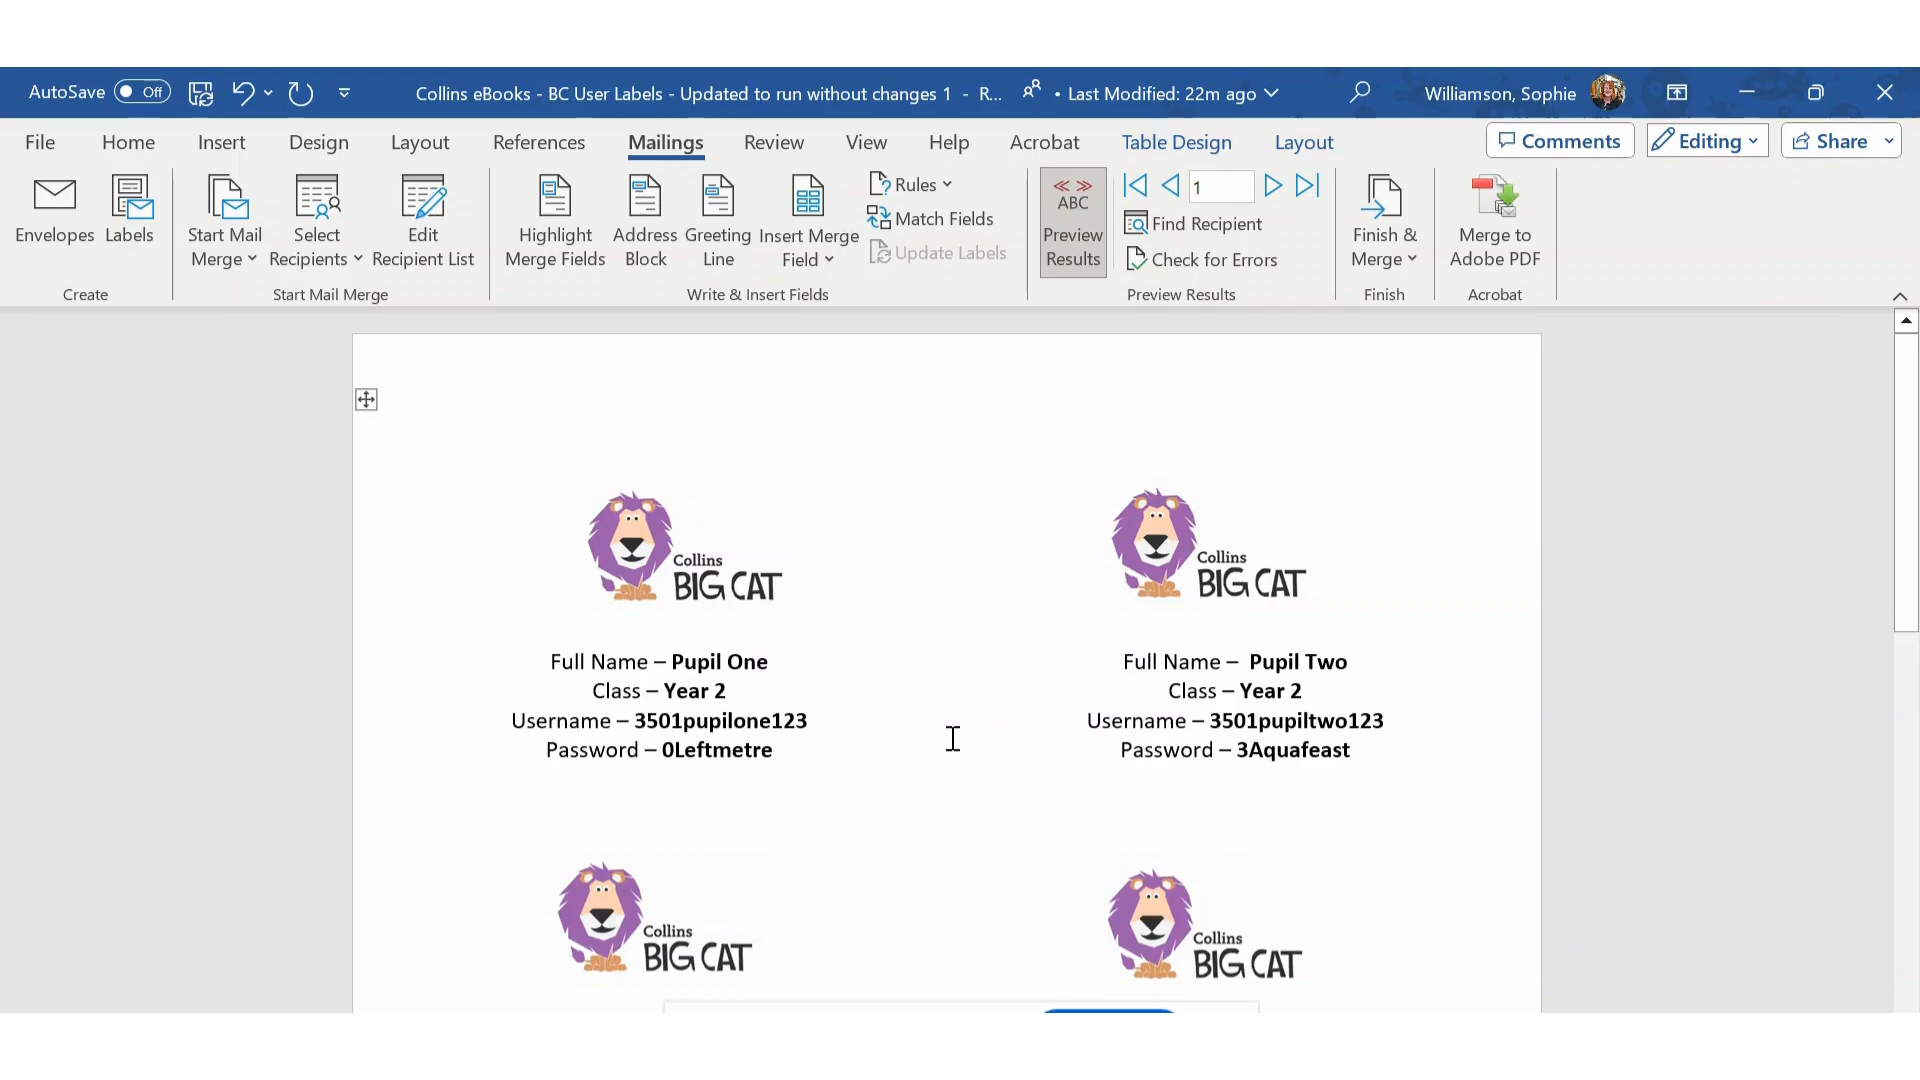 AutoSave Off Collins eBooks - BC User Labels - Updated to run without changes 1 - R... • Last Modified: 22m ago Williamson, Sophie
File Home Insert Design Layout References Mailings Review View Help Acrobat Table Design Layout Comments Editing Share
Envelopes
Labels
Start Mail
Merge
Select
Recipients
Edit
Recipient List
Highlight
Merge Fields
Address
Block
Greeting
Line
Insert Merge
Field
Rules
Match Fields
Update Labels
ABC
Preview
Results
1
Find Recipient
Check for Errors
Finish &
Merge
Merge to
Adobe PDF
Create Start Mail Merge Write & Insert Fields Preview Results Finish Acrobat
Collins
BIG CAT
Full Name – Pupil One
Class – Year 2
Username – 3501pupilone123
Password – 0Leftmetre
Collins
BIG CAT
Full Name – Pupil Two
Class – Year 2
Username – 3501pupiltwo123
Password – 3Aquafeast
Collins
BIG CAT
Collins
BIG CAT